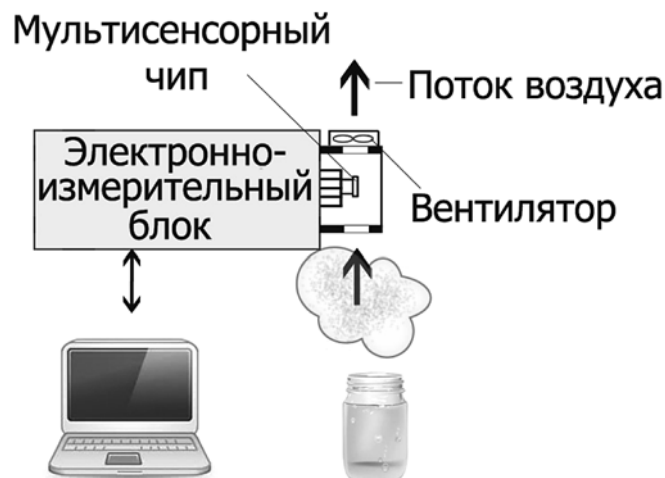 Мультисенсорный
чип
Поток воздуха
Электронно-
измерительный
блок
Вентилятор